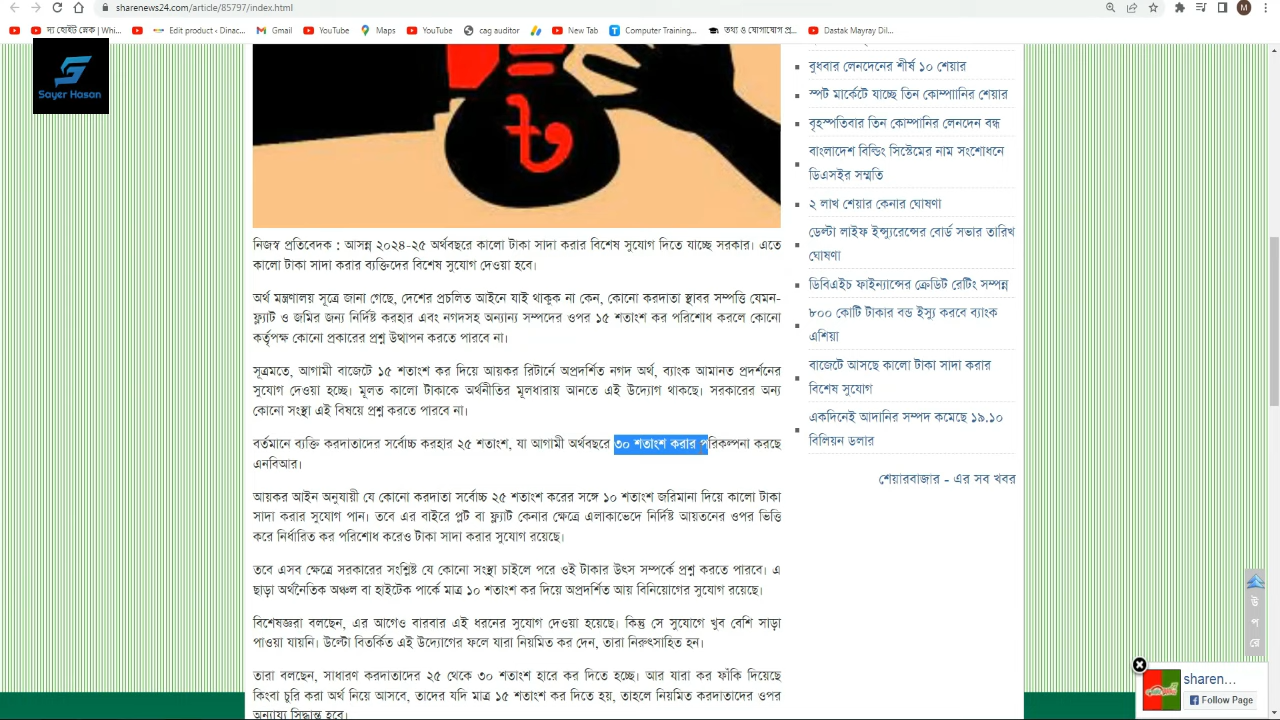 sharenews24.com/article/85797/index.html
দ্য হোয়াইট স্নেক | Whi...
Edit product ‹ Dinac...
Gmail
YouTube
Maps
YouTube
cag auditor
New Tab
Computer Training...
তথ্য ও যোগাযোগ প্র...
Dastak Mayray Dil...
M
S
Sayer Hasan
৳
নিজস্ব প্রতিবেদক : আসন্ন ২০২৪-২৫ অর্থবছরে কালো টাকা সাদা করার বিশেষ সুযোগ দিতে যাচ্ছে সরকার। এতে
কালো টাকা সাদা করার ব্যক্তিদের বিশেষ সুযোগ দেওয়া হবে।
অর্থ মন্ত্রণালয় সূত্রে জানা গেছে, দেশের প্রচলিত আইনে যাই থাকুক না কেন, কোনো করদাতা স্থাবর সম্পত্তি যেমন-
ফ্ল্যাট ও জমির জন্য নির্দিষ্ট করহার এবং নগদসহ অন্যান্য সম্পদের ওপর ১৫ শতাংশ কর পরিশোধ করলে কোনো
কর্তৃপক্ষ কোনো প্রকারের প্রশ্ন উত্থাপন করতে পারবে না।
সূত্রমতে, আগামী বাজেটে ১৫ শতাংশ কর দিয়ে আয়কর রিটার্নে অপ্রদর্শিত নগদ অর্থ, ব্যাংক আমানত প্রদর্শনের
সুযোগ দেওয়া হচ্ছে। মূলত কালো টাকাকে অর্থনীতির মূলধারায় আনতে এই উদ্যোগ থাকছে। সরকারের অন্য
কোনো সংস্থা এই বিষয়ে প্রশ্ন করতে পারবে না।
বর্তমানে ব্যক্তি করদাতাদের সর্বোচ্চ করহার ২৫ শতাংশ, যা আগামী অর্থবছরে ৩০ শতাংশ করার পরিকল্পনা করছে
এনবিআর।
আয়কর আইন অনুযায়ী যে কোনো করদাতা সর্বোচ্চ ২৫ শতাংশ করের সঙ্গে ১০ শতাংশ জরিমানা দিয়ে কালো টাকা
সাদা করার সুযোগ পান। তবে এর বাইরে প্লট বা ফ্ল্যাট কেনার ক্ষেত্রে এলাকাভেদে নির্দিষ্ট আয়তনের ওপর ভিত্তি
করে নির্ধারিত কর পরিশোধ করেও টাকা সাদা করার সুযোগ রয়েছে।
তবে এসব ক্ষেত্রে সরকারের সংশ্লিষ্ট যে কোনো সংস্থা চাইলে পরে ওই টাকার উৎস সম্পর্কে প্রশ্ন করতে পারবে। এ
ছাড়া অর্থনৈতিক অঞ্চল বা হাইটেক পার্কে মাত্র ১০ শতাংশ কর দিয়ে অপ্রদর্শিত আয় বিনিয়োগের সুযোগ রয়েছে।
বিশেষজ্ঞরা বলছেন, এর আগেও বারবার এই ধরনের সুযোগ দেওয়া হয়েছে। কিন্তু সে সুযোগে খুব বেশি সাড়া
পাওয়া যায়নি। উল্টো বিতর্কিত এই উদ্যোগের ফলে যারা নিয়মিত কর দেন, তারা নিরুৎসাহিত হন।
তারা বলছেন, সাধারণ করদাতাদের ২৫ থেকে ৩০ শতাংশ হারে কর দিতে হচ্ছে। আর যারা কর ফাঁকি দিয়েছে
কিংবা চুরি করা অর্থ নিয়ে আসবে, তাদের যদি মাত্র ১৫ শতাংশ কর দিতে হয়, তাহলে নিয়মিত করদাতাদের ওপর
অন্যায্য সিদ্ধান্ত হবে।
বুধবার লেনদেনের শীর্ষ ১০ শেয়ার
স্পট মার্কেটে যাচ্ছে তিন কোম্পাানির শেয়ার
বৃহস্পতিবার তিন কোম্পানির লেনদেন বন্ধ
বাংলাদেশ বিল্ডিং সিস্টেমের নাম সংশোধনে
ডিএসইর সম্মতি
২ লাখ শেয়ার কেনার ঘোষণা
ডেল্টা লাইফ ইন্স্যুরেন্সের বোর্ড সভার তারিখ
ঘোষণা
ডিবিএইচ ফাইন্যান্সের ক্রেডিট রেটিং সম্পন্ন
৮০০ কোটি টাকার বন্ড ইস্যু করবে ব্যাংক
এশিয়া
বাজেটে আসছে কালো টাকা সাদা করার
বিশেষ সুযোগ
একদিনেই আদানির সম্পদ কমেছে ১৯.১০
বিলিয়ন ডলার
শেয়ারবাজার - এর সব খবর
উ
প
রে
sharen...
Follow Page